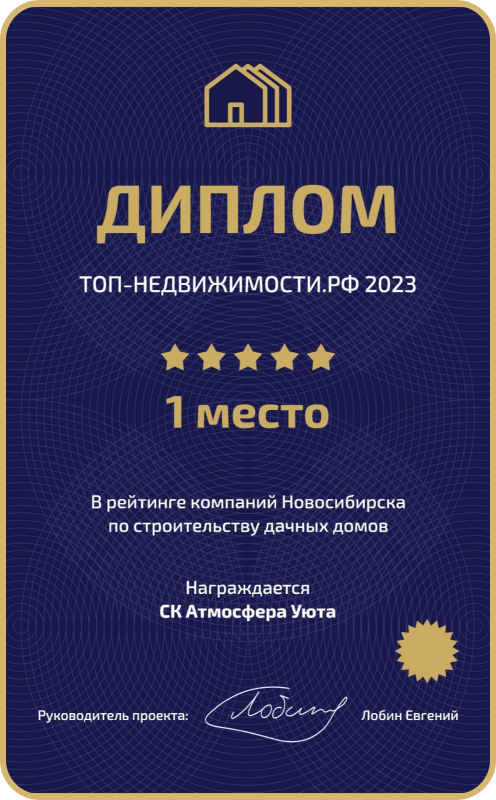 ДИПЛОМ
ТОП-НЕДВИЖИМОСТИ.РФ 2023
1 место
В рейтинге компаний Новосибирска
по строительству дачных домов
Награждается
СК Атмосфера Уюта
Руководитель проекта: Лобин Евгений